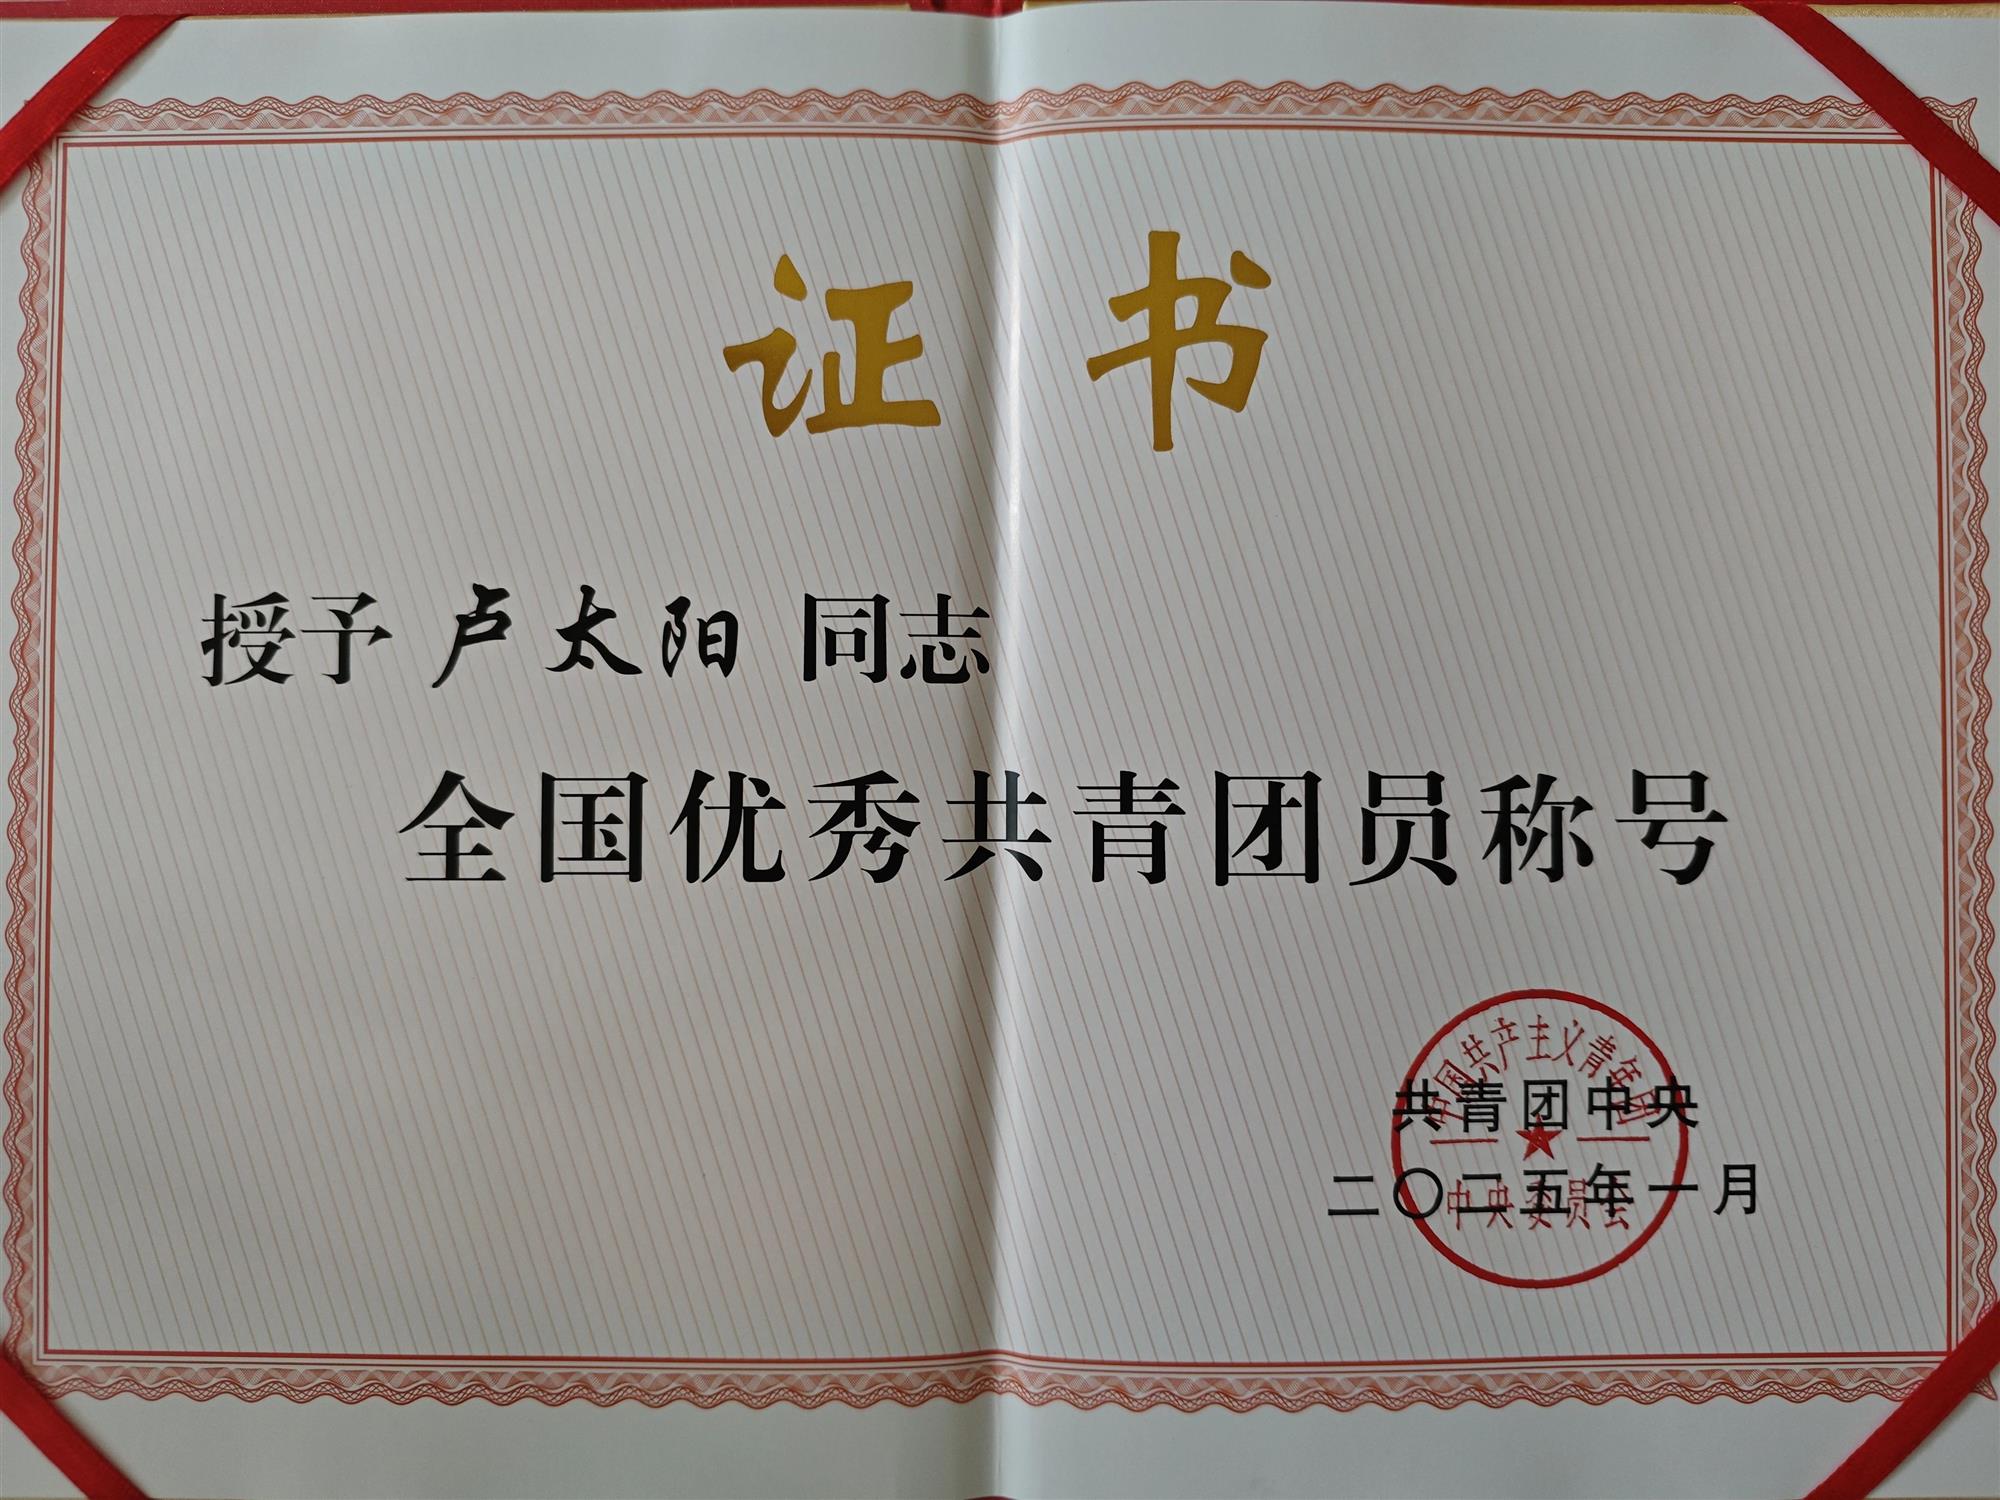 证书
授予 卢太阳 同志
全国优秀共青团员称号
中国共产主义青年团
共青团中央
二〇二五年一月
中央委员会